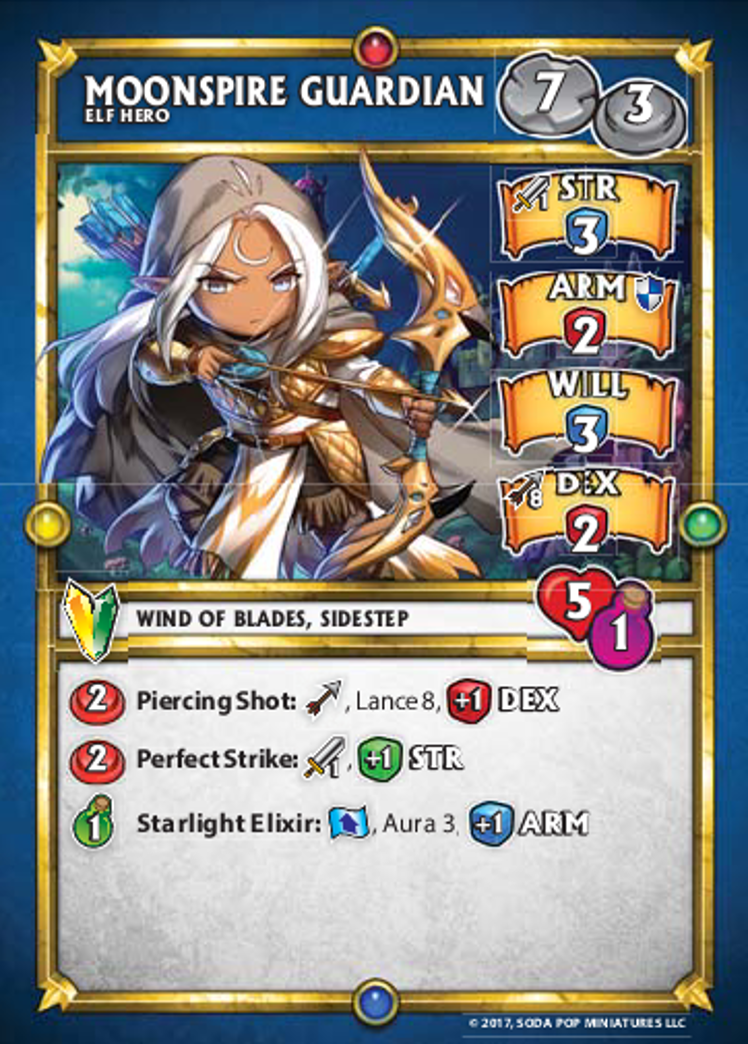 MOONSPIRE GUARDIAN 7 3
ELF HERO
1 STR
3
ARM
2
WILL
3
8 DEX
2
WIND OF BLADES, SIDESTEP 5 1
2 Piercing Shot: , Lance 8, +1 DEX
2 Perfect Strike: 1, +1 STR
1 Starlight Elixir: , Aura 3, +1 ARM
© 2017, SODA POP MINIATURES LLC